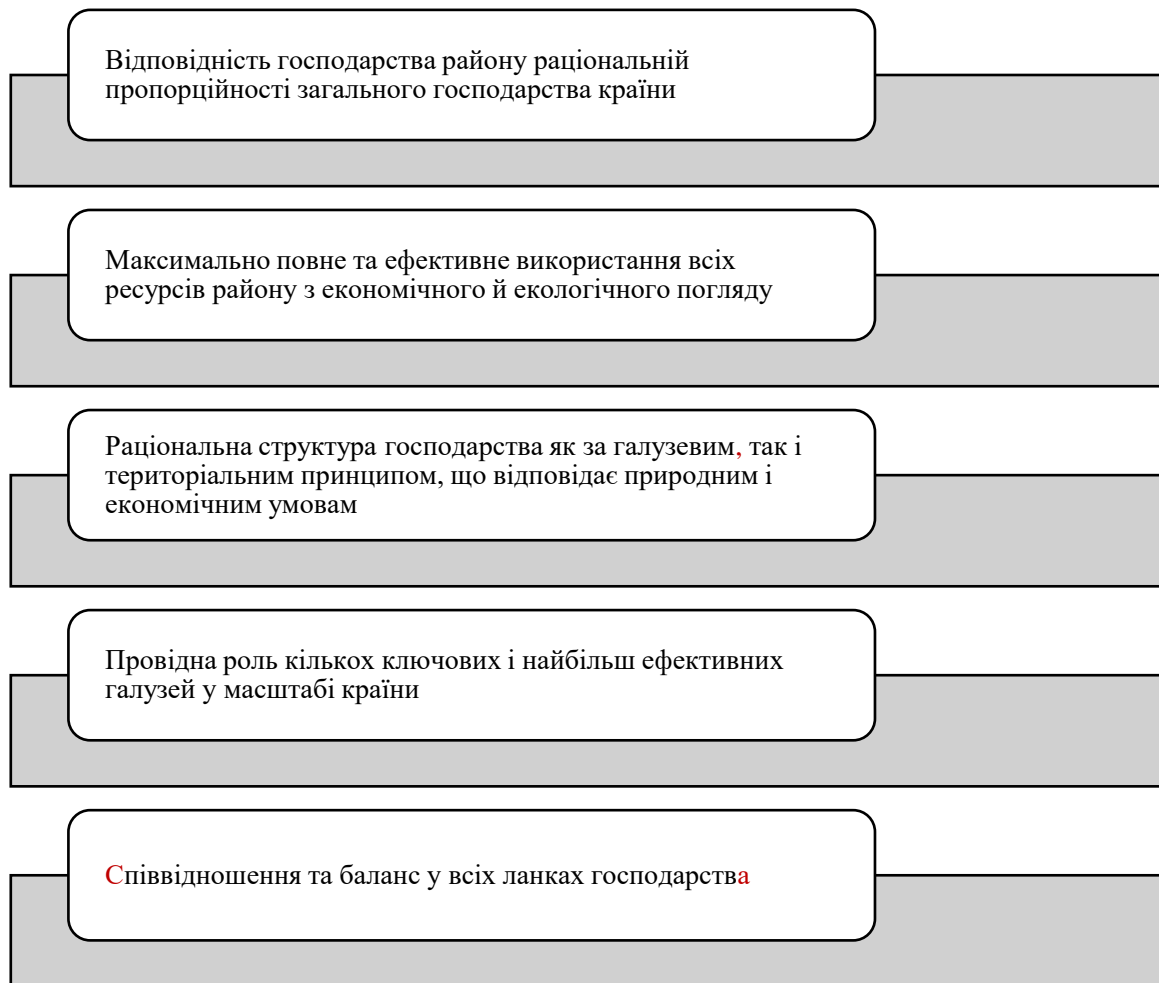 Відповідність господарства району раціональній
пропорційності загального господарства країни
Максимально повне та ефективне використання всіх
ресурсів району з економічного й екологічного погляду
Раціональна структура господарства як за галузевим, так і
територіальним принципом, що відповідає природним і
економічним умовам
Провідна роль кількох ключових і найбільш ефективних
галузей у масштабі країни
Співвідношення та баланс у всіх ланках господарства